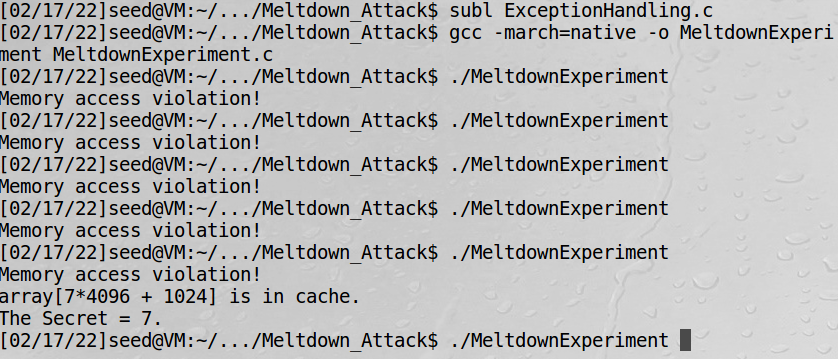 [02/17/22]seed@VM:~/.../Meltdown_Attack$ subl ExceptionHandling.c
[02/17/22]seed@VM:~/.../Meltdown_Attack$ gcc -march=native -o MeltdownExperi
ment MeltdownExperiment.c
[02/17/22]seed@VM:~/.../Meltdown_Attack$ ./MeltdownExperiment
Memory access violation!
[02/17/22]seed@VM:~/.../Meltdown_Attack$ ./MeltdownExperiment
Memory access violation!
[02/17/22]seed@VM:~/.../Meltdown_Attack$ ./MeltdownExperiment
Memory access violation!
[02/17/22]seed@VM:~/.../Meltdown_Attack$ ./MeltdownExperiment
Memory access violation!
[02/17/22]seed@VM:~/.../Meltdown_Attack$ ./MeltdownExperiment
Memory access violation!
array[7*4096 + 1024] is in cache.
The Secret = 7.
[02/17/22]seed@VM:~/.../Meltdown_Attack$ ./MeltdownExperiment